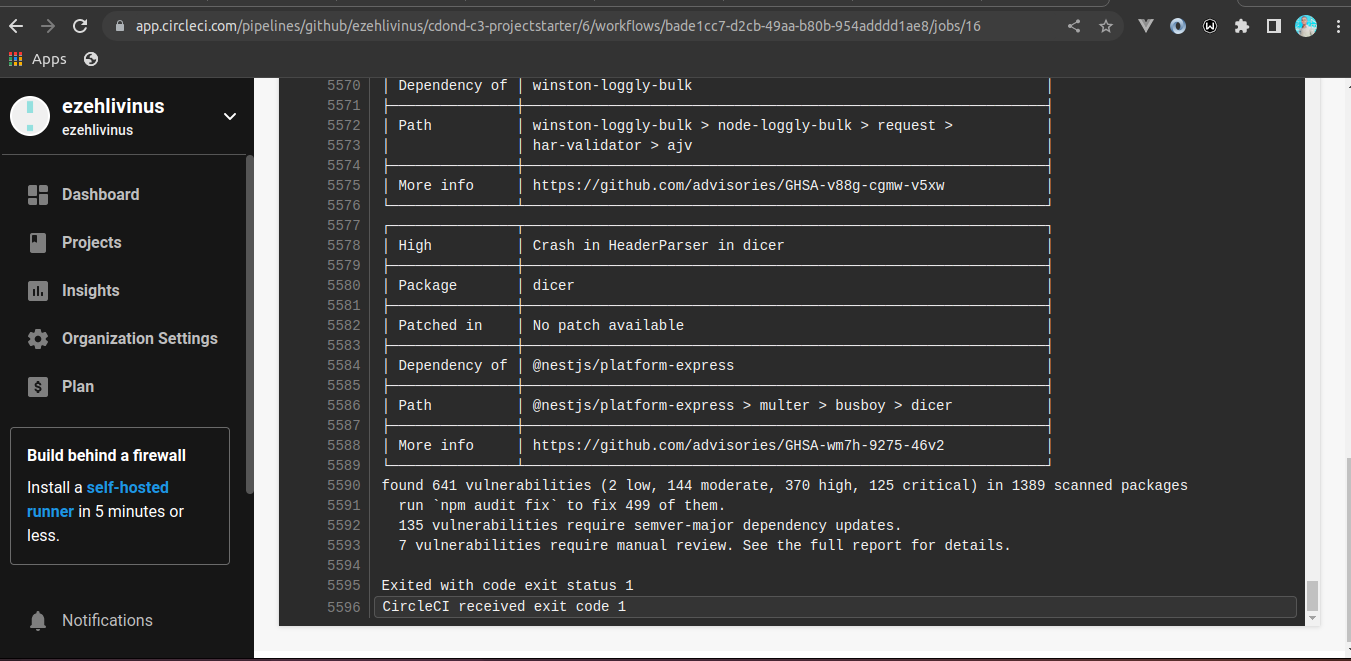 app.circleci.com/pipelines/github/ezehlivinus/cdond-c3-projectstarter/6/workflows/bade1cc7-d2cb-49aa-b80b-954adddd1ae8/jobs/16
Apps
ezehlivinus
ezehlivinus
Dashboard
Projects
Insights
Organization Settings
$ Plan
Build behind a firewall
Install a self-hosted
runner in 5 minutes or
less.
Notifications
5570 | Dependency of | winston-loggly-bulk |
5571
5572 | Path | winston-loggly-bulk > node-loggly-bulk > request > |
5573 | | har-validator > ajv |
5574
5575 | More info | https://github.com/advisories/GHSA-v88g-cgmw-v5xw |
5576
5577
5578 | High | Crash in HeaderParser in dicer |
5579
5580 | Package | dicer |
5581
5582 | Patched in | No patch available |
5583
5584 | Dependency of | @nestjs/platform-express |
5585
5586 | Path | @nestjs/platform-express > multer > busboy > dicer |
5587
5588 | More info | https://github.com/advisories/GHSA-wm7h-9275-46v2 |
5589
5590 found 641 vulnerabilities (2 low, 144 moderate, 370 high, 125 critical) in 1389 scanned packages
5591 run `npm audit fix` to fix 499 of them.
5592 135 vulnerabilities require semver-major dependency updates.
5593 7 vulnerabilities require manual review. See the full report for details.
5594
5595 Exited with code exit status 1
5596 CircleCI received exit code 1